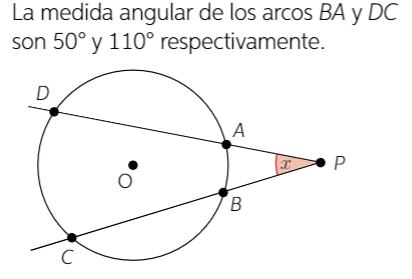 La medida angular de los arcos BA y DC
son 50° y 110° respectivamente.
D
A
x
P
O
B
C